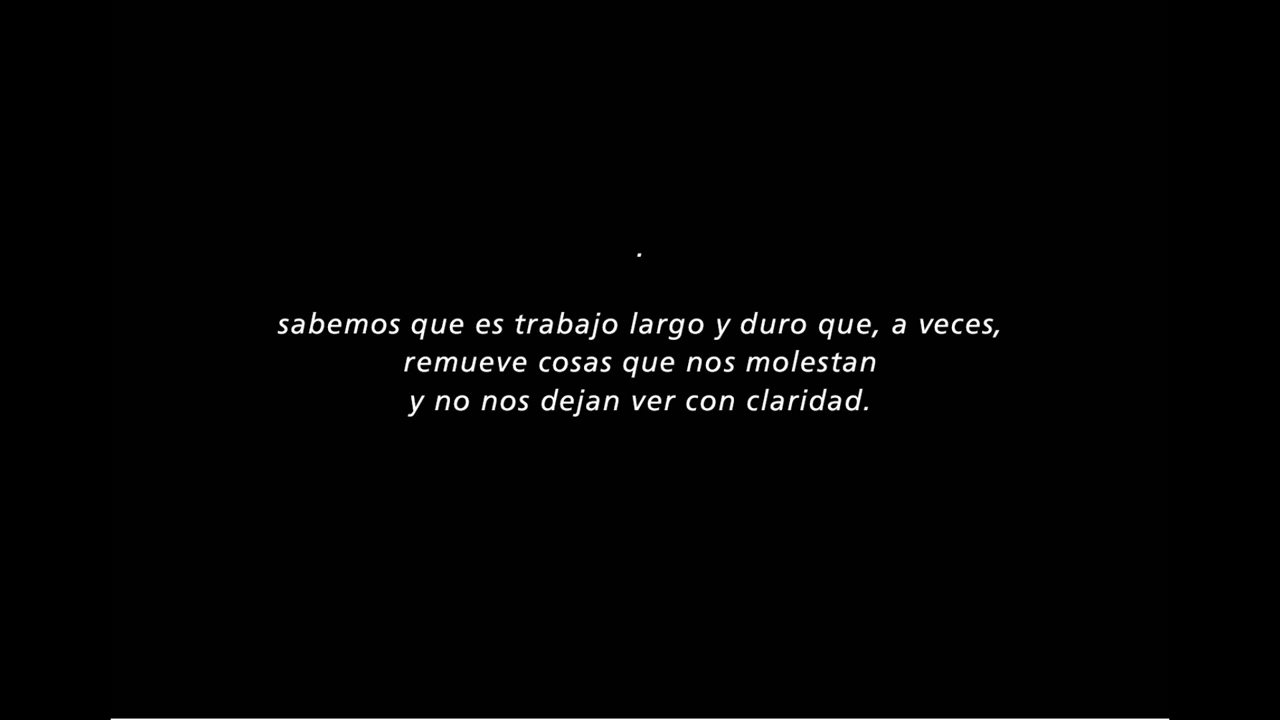 .
sabemos que es trabajo largo y duro que, a veces,
remueve cosas que nos molestan
y no nos dejan ver con claridad.